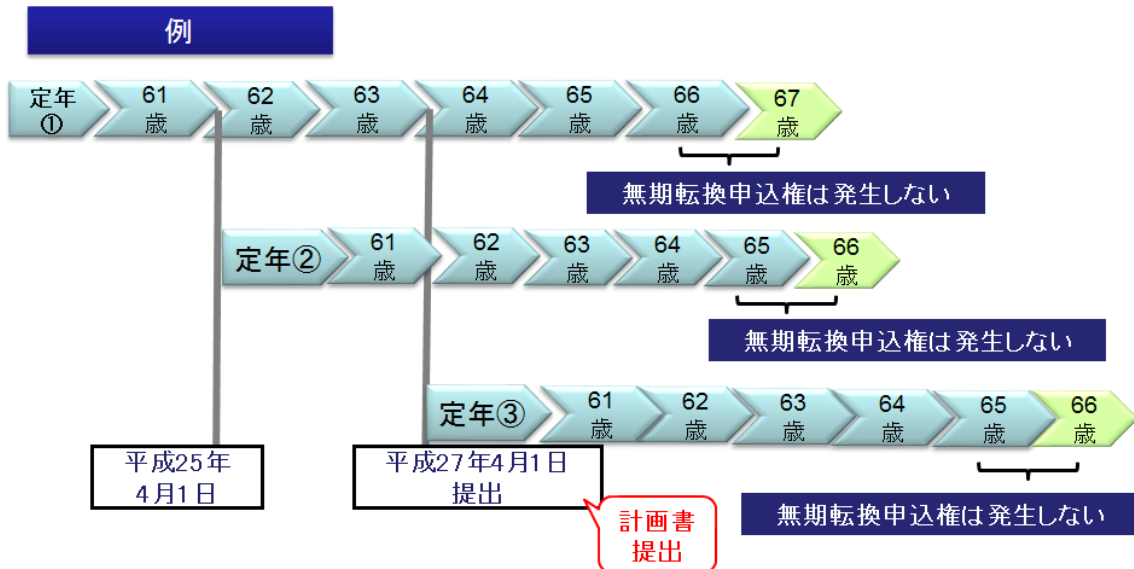 例
定年
①
61
歳
62
歳
63
歳
64
歳
65
歳
66
歳
67
歳
無期転換申込権は発生しない
定年②
61
歳
62
歳
63
歳
64
歳
65
歳
66
歳
無期転換申込権は発生しない
定年③
61
歳
62
歳
63
歳
64
歳
65
歳
66
歳
平成25年
4月1日
平成27年4月1日
提出
計画書
提出
無期転換申込権は発生しない